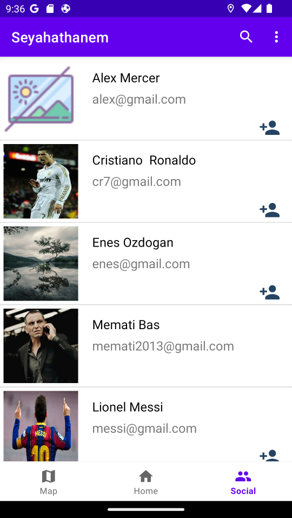 9:36
Seyahathanem
Alex Mercer
alex@gmail.com
Cristiano  Ronaldo
cr7@gmail.com
Enes Ozdogan
enes@gmail.com
Memati Bas
memati2013@gmail.com
Lionel Messi
messi@gmail.com
10
Map
Home
Social